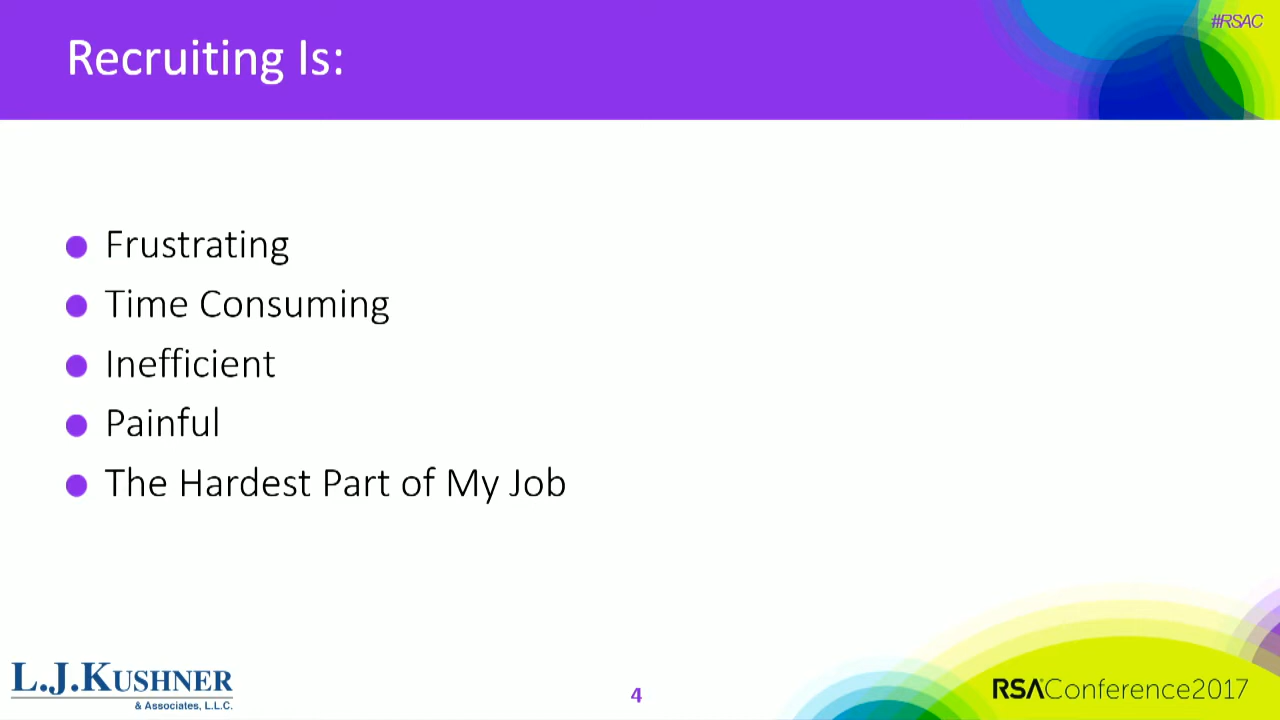 #RSAC
Recruiting Is:
Frustrating
Time Consuming
Inefficient
Painful
The Hardest Part of My Job
L.J.KUSHNER
& Associates, L.L.C.
4
RSAConference2017